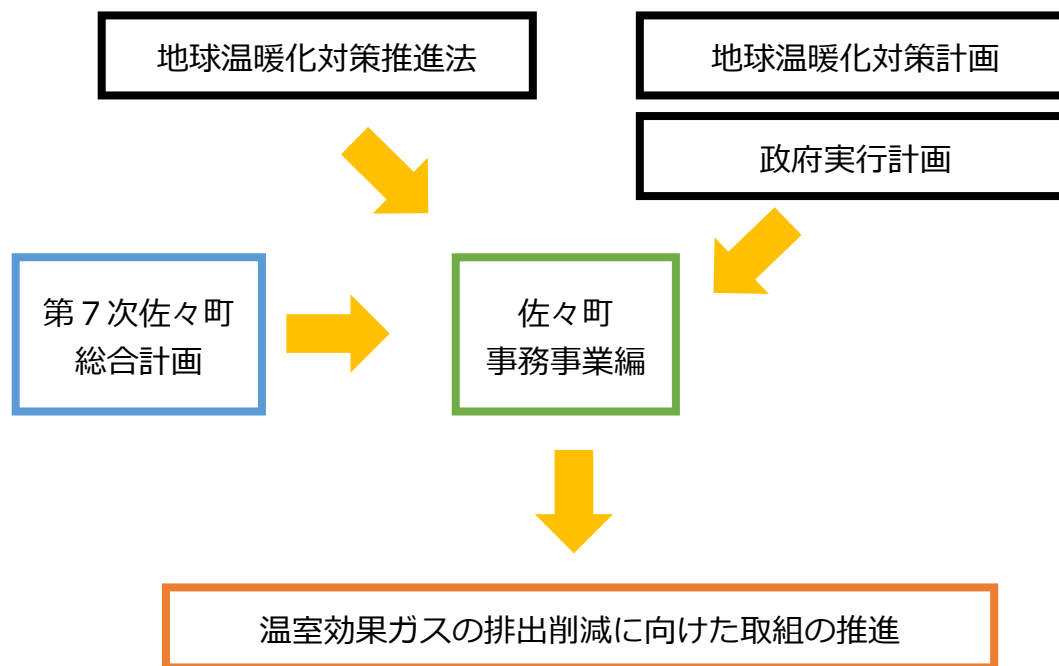 地球温暖化対策推進法
地球温暖化対策計画
政府実行計画
第７次佐々町
総合計画
佐々町
事務事業編
温室効果ガスの排出削減に向けた取組の推進